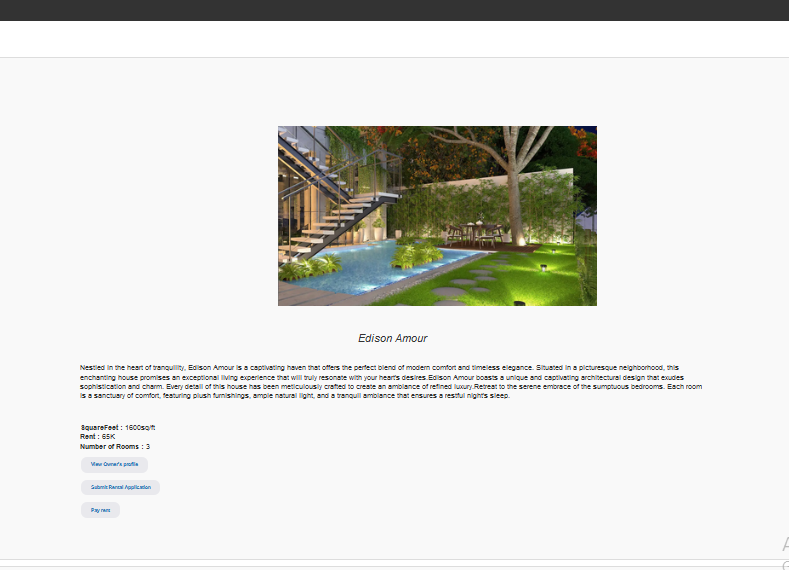 Edison Amour
Nestled in the heart of tranquility, Edison Amour is a captivating haven that offers the perfect blend of modern comfort and timeless elegance. Situated in a picturesque neighborhood, this
enchanting house promises an exceptional living experience that will truly resonate with your heart's desires.Edison Amour boasts a unique and captivating architectural design that exudes
sophistication and charm. Every detail of this house has been meticulously crafted to create an ambiance of refined luxury.Retreat to the serene embrace of the sumptuous bedrooms. Each room
is a sanctuary of comfort, featuring plush furnishings, ample natural light, and a tranquil ambiance that ensures a restful night's sleep.
SquareFeet : 1600sq/ft
Rent : 65K
Number of Rooms : 3
View Owner's profile
Submit Rental Application
Pay rent